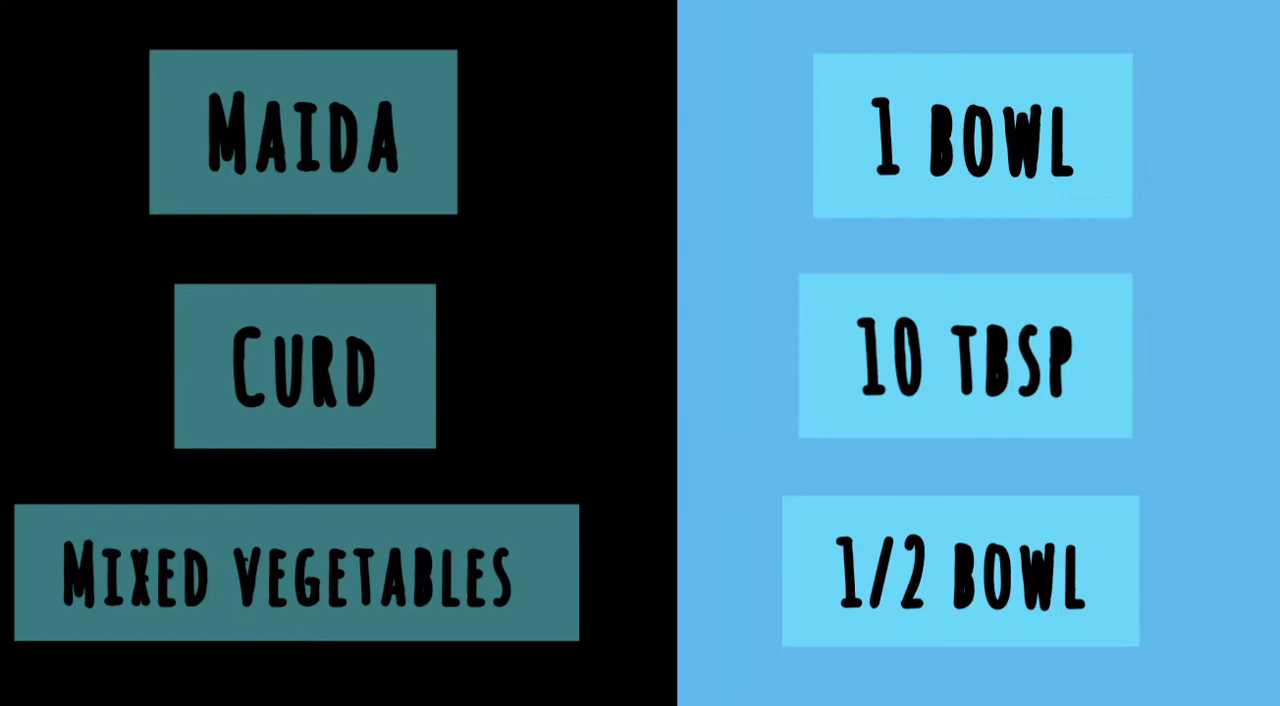 Maida
1 bowl
Curd
10 tbsp
Mixed vegetables
1/2 bowl